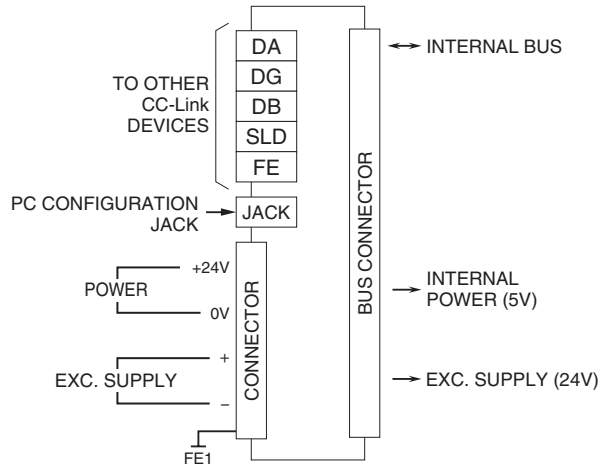 DA
DG
DB
SLD
FE
TO OTHER
CC-Link
DEVICES
PC CONFIGURATION
JACK
JACK
CONNECTOR
+24V
POWER
0V
+
EXC. SUPPLY
–
FE1
BUS CONNECTOR
INTERNAL BUS
INTERNAL
POWER (5V)
EXC. SUPPLY (24V)